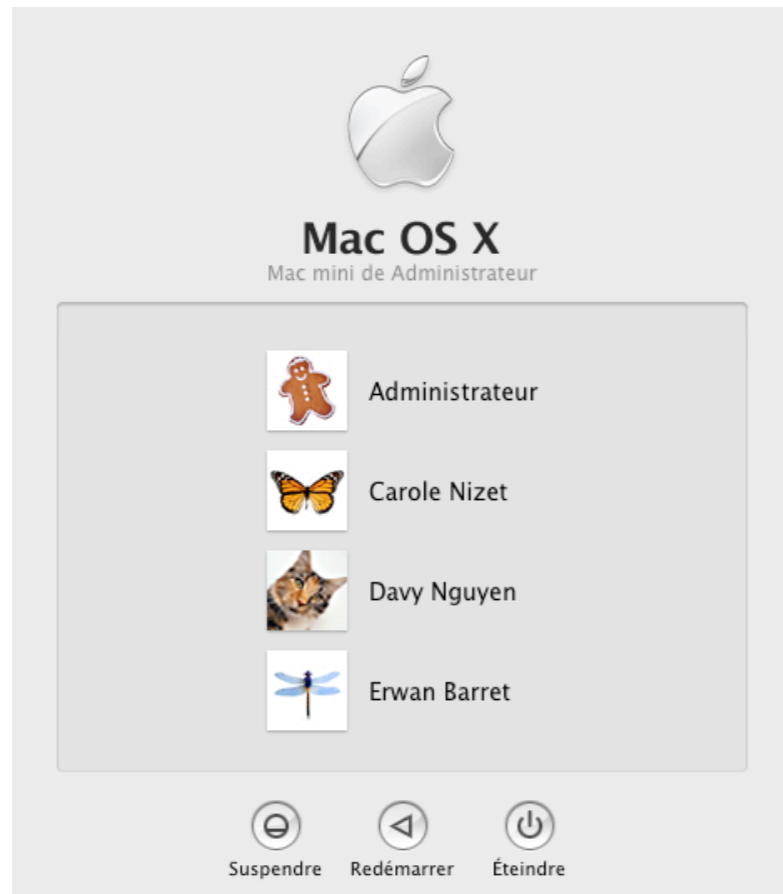 Mac OS X
Mac mini de Administrateur
Administrateur
Carole Nizet
Davy Nguyen
Erwan Barret
Suspendre Redémarrer Éteindre